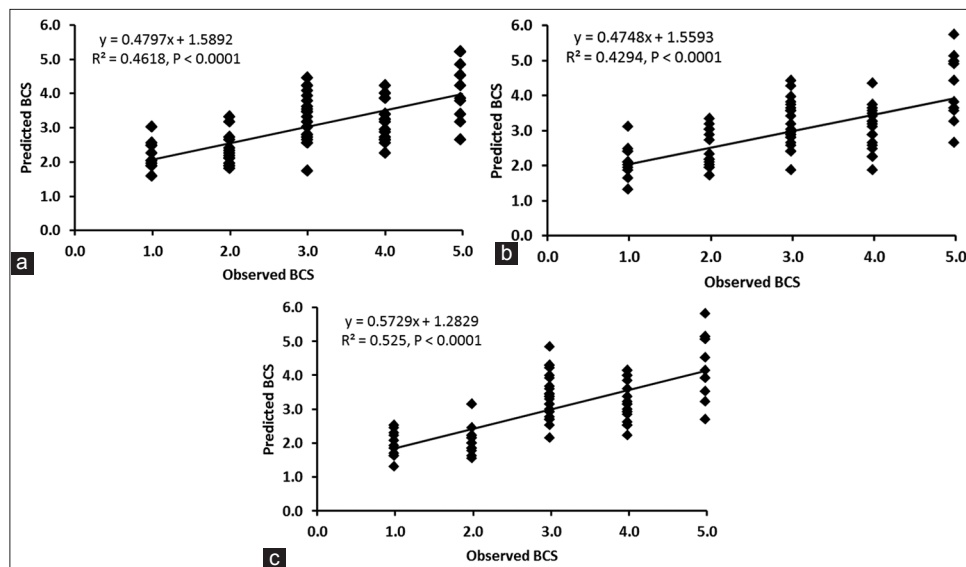 6.0
5.0
4.0
3.0
2.0
1.0
0.0
Predicted BCS
y = 0.4797x + 1.5892
R² = 0.4618, P < 0.0001
0.0 1.0 2.0 3.0 4.0 5.0
Observed BCS
a
6.0
5.0
4.0
3.0
2.0
1.0
0.0
Predicted BCS
y = 0.4748x + 1.5593
R² = 0.4294, P < 0.0001
0.0 1.0 2.0 3.0 4.0 5.0
Observed BCS
b
6.0
5.0
4.0
3.0
2.0
1.0
0.0
Predicted BCS
y = 0.5729x + 1.2829
R² = 0.525, P < 0.0001
0.0 1.0 2.0 3.0 4.0 5.0
Observed BCS
c